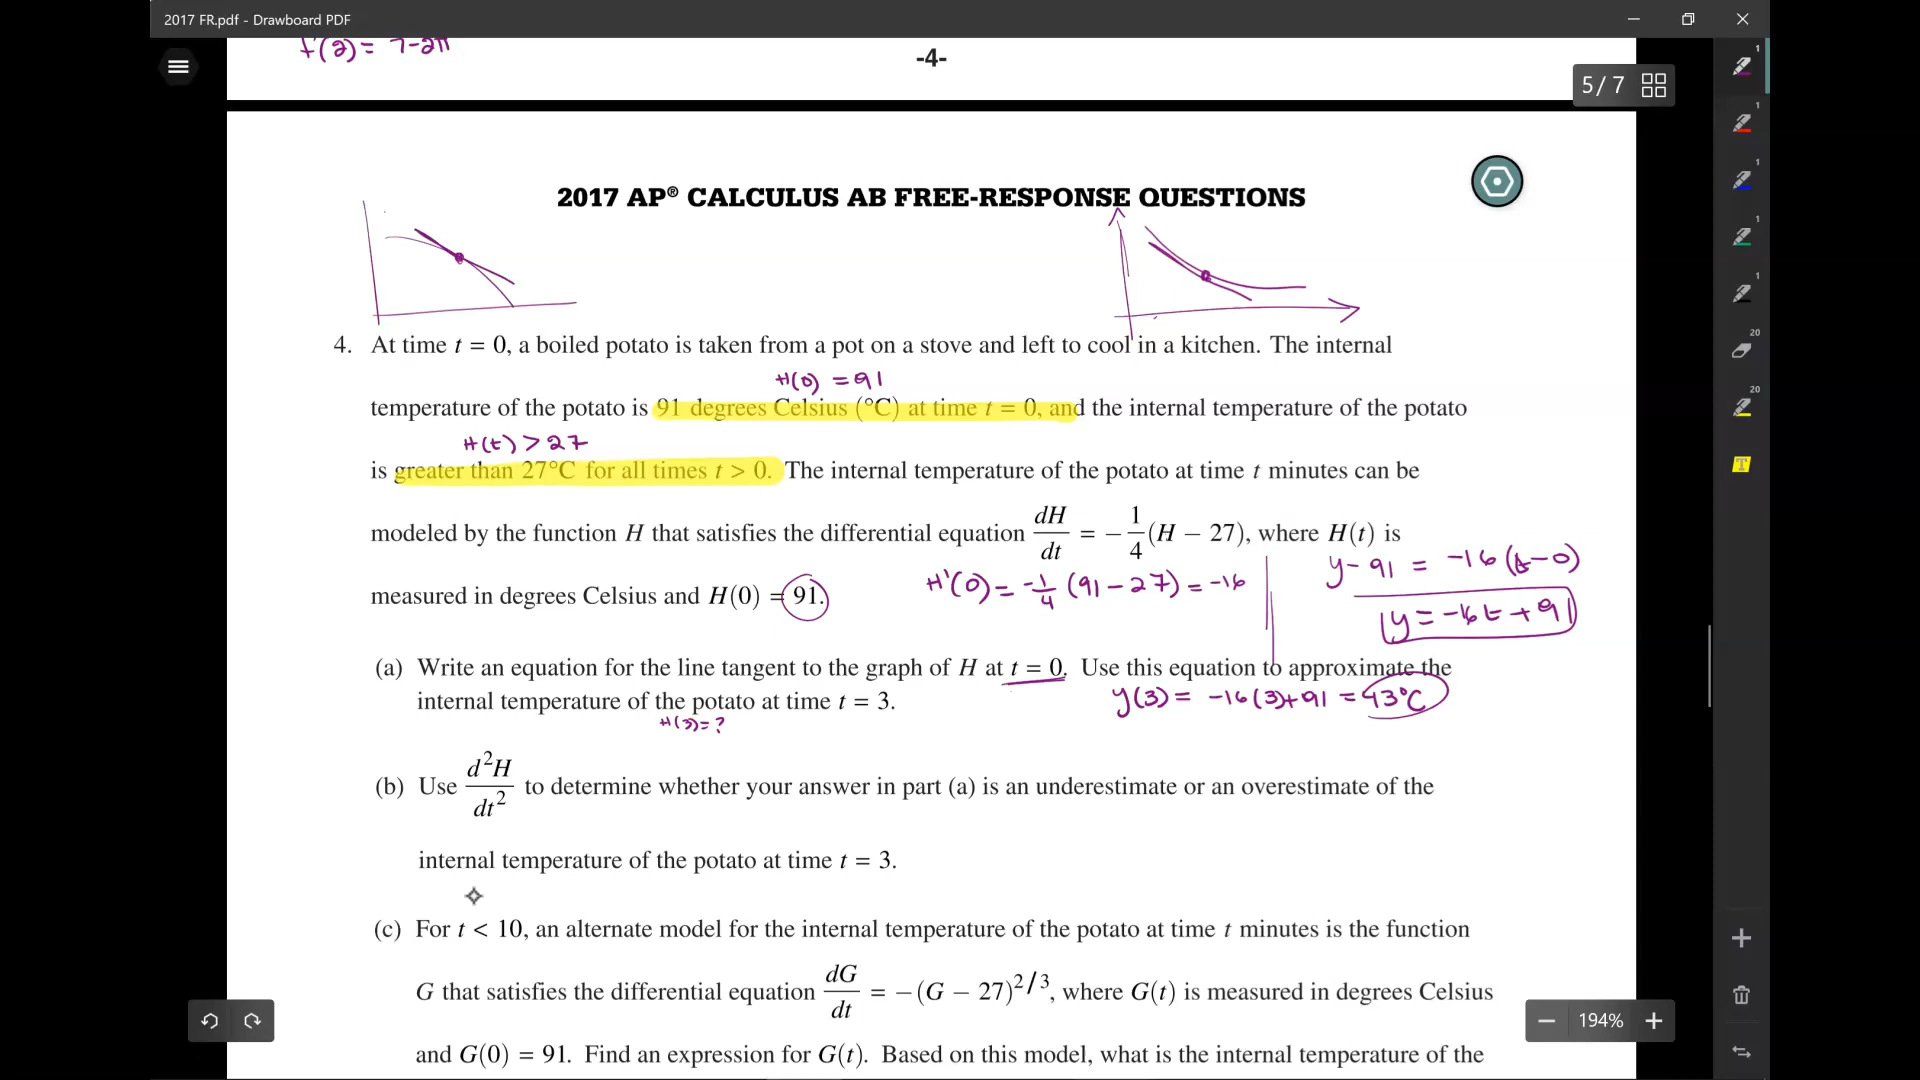 2017 FR.pdf - Drawboard PDF
f'(2) = 7-2π
-4-
5 / 7
2017 AP® CALCULUS AB FREE-RESPONSE QUESTIONS
4. At time t = 0, a boiled potato is taken from a pot on a stove and left to cool in a kitchen. The internal
H(0) = 91
temperature of the potato is 91 degrees Celsius (°C) at time t = 0, and the internal temperature of the potato
H(t) > 27
is greater than 27°C for all times t > 0. The internal temperature of the potato at time t minutes can be
modeled by the function H that satisfies the differential equation dH/dt = -1/4(H - 27), where H(t) is
y - 91 = -16(t-0)
H'(0) = -1/4 (91 - 27) = -16
measured in degrees Celsius and H(0) = 91.
y = -16t + 91
(a) Write an equation for the line tangent to the graph of H at t = 0. Use this equation to approximate the
internal temperature of the potato at time t = 3.
y(3) = -16(3)+91 = 43°C
H(3) = ?
(b) Use d²H/dt² to determine whether your answer in part (a) is an underestimate or an overestimate of the
internal temperature of the potato at time t = 3.
(c) For t < 10, an alternate model for the internal temperature of the potato at time t minutes is the function
G that satisfies the differential equation dG/dt = -(G - 27)^2/3, where G(t) is measured in degrees Celsius
and G(0) = 91. Find an expression for G(t). Based on this model, what is the internal temperature of the
194%
1
1
1
1
1
20
20
T